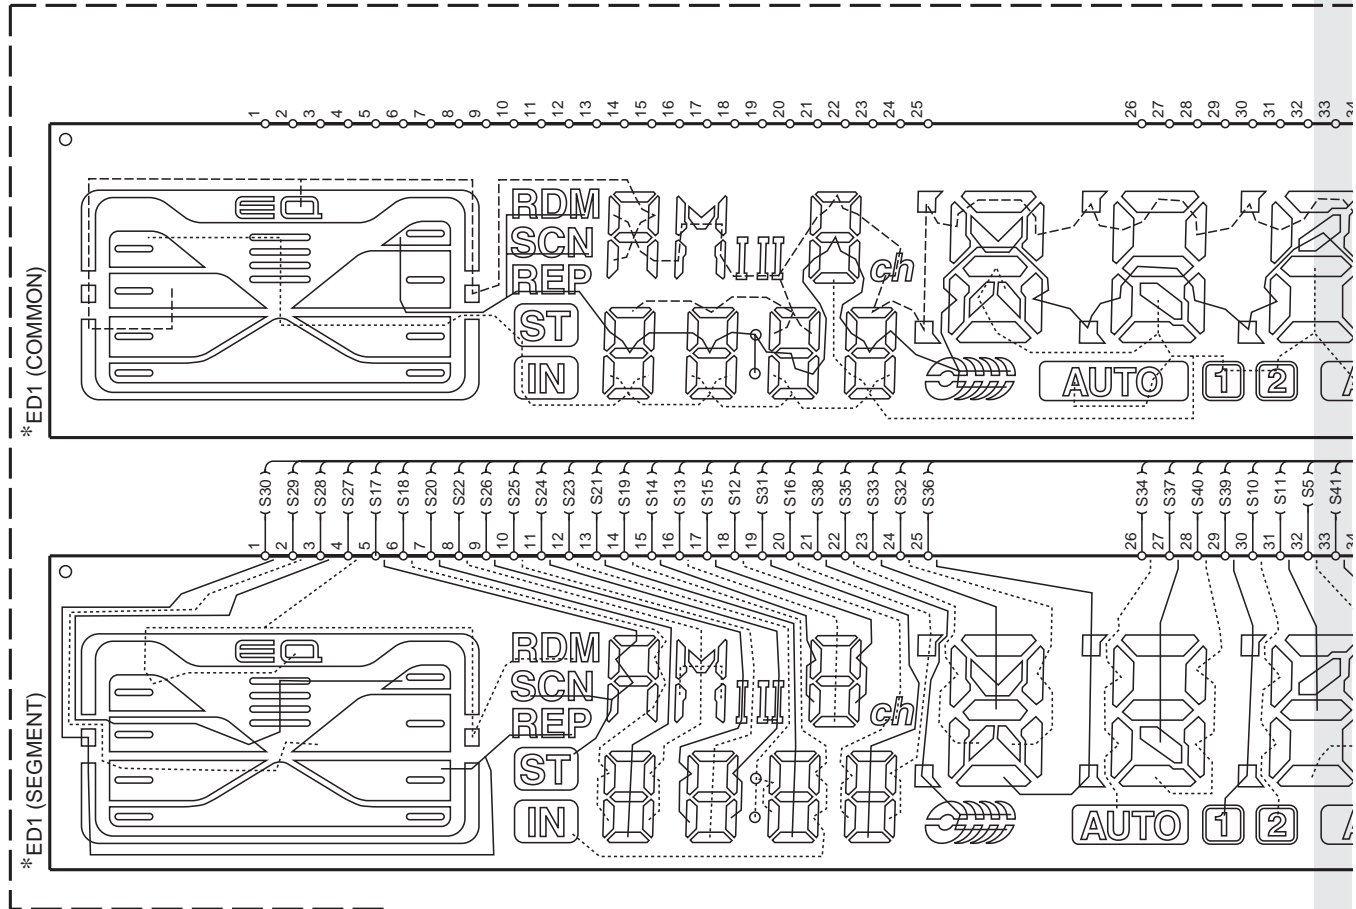 1 2 3 4 5 6 7 8 9 10 11 12 13 14 15 16 17 18 19 20 21 22 23 24 25 26 27 28 29 30 31 32 33 34
*ED1 (COMMON)
EQ
RDM
SCN
REP
ST
IN
ch
AUTO
1
2
S30 S29 S28 S27 S17 S18 S20 S22 S26 S25 S24 S23 S21 S19 S14 S13 S15 S12 S31 S16 S38 S35 S33 S32 S36 S34 S37 S40 S39 S10 S11 S5 S41
1 2 3 4 5 6 7 8 9 10 11 12 13 14 15 16 17 18 19 20 21 22 23 24 25 26 27 28 29 30 31 32 33 34
*ED1 (SEGMENT)
EQ
RDM
SCN
REP
ST
IN
ch
AUTO
1
2